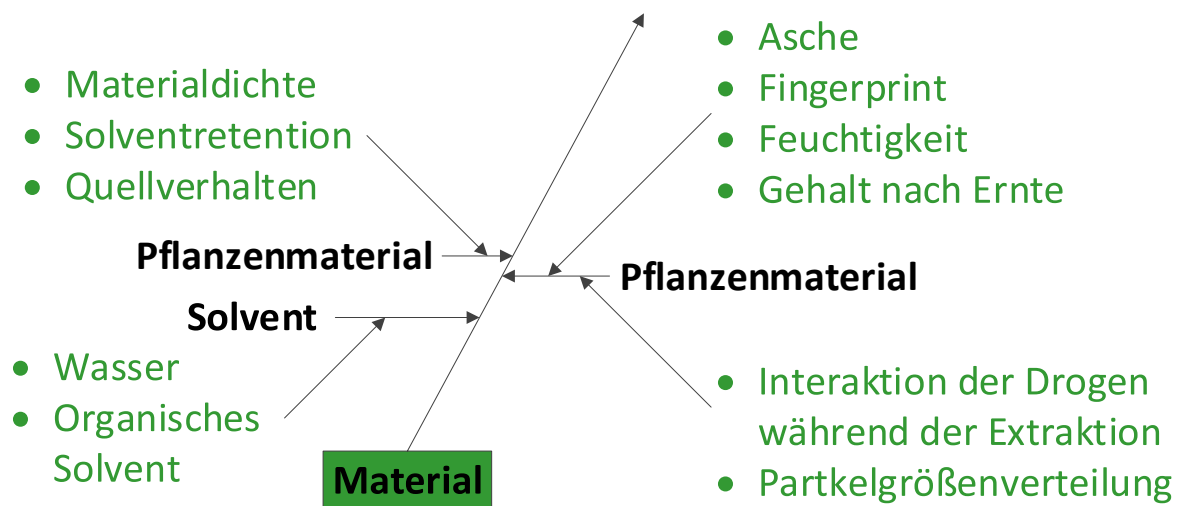 • Materialdichte
• Solventretention
• Quellverhalten
Pflanzenmaterial
Solvent
• Wasser
• Organisches
Solvent
Material
• Asche
• Fingerprint
• Feuchtigkeit
• Gehalt nach Ernte
Pflanzenmaterial
• Interaktion der Drogen
während der Extraktion
• Partkelgrößenverteilung